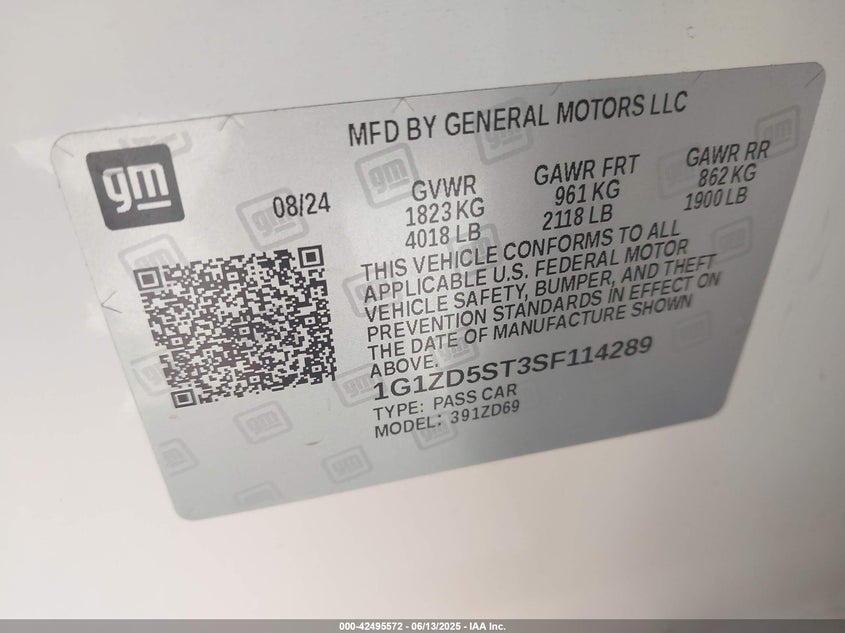 MFD BY GENERAL MOTORS LLC
gm
08/24
GVWR
1823 KG
4018 LB
GAWR FRT
961 KG
2118 LB
GAWR RR
862 KG
1900 LB
THIS VEHICLE CONFORMS TO ALL
APPLICABLE U.S. FEDERAL MOTOR
VEHICLE SAFETY, BUMPER, AND THEFT
PREVENTION STANDARDS IN EFFECT ON
THE DATE OF MANUFACTURE SHOWN
ABOVE.
1G1ZD5ST3SF114289
TYPE: PASS CAR
MODEL: 391ZD69
000-42495572 - 06/13/2025 - IAA Inc.